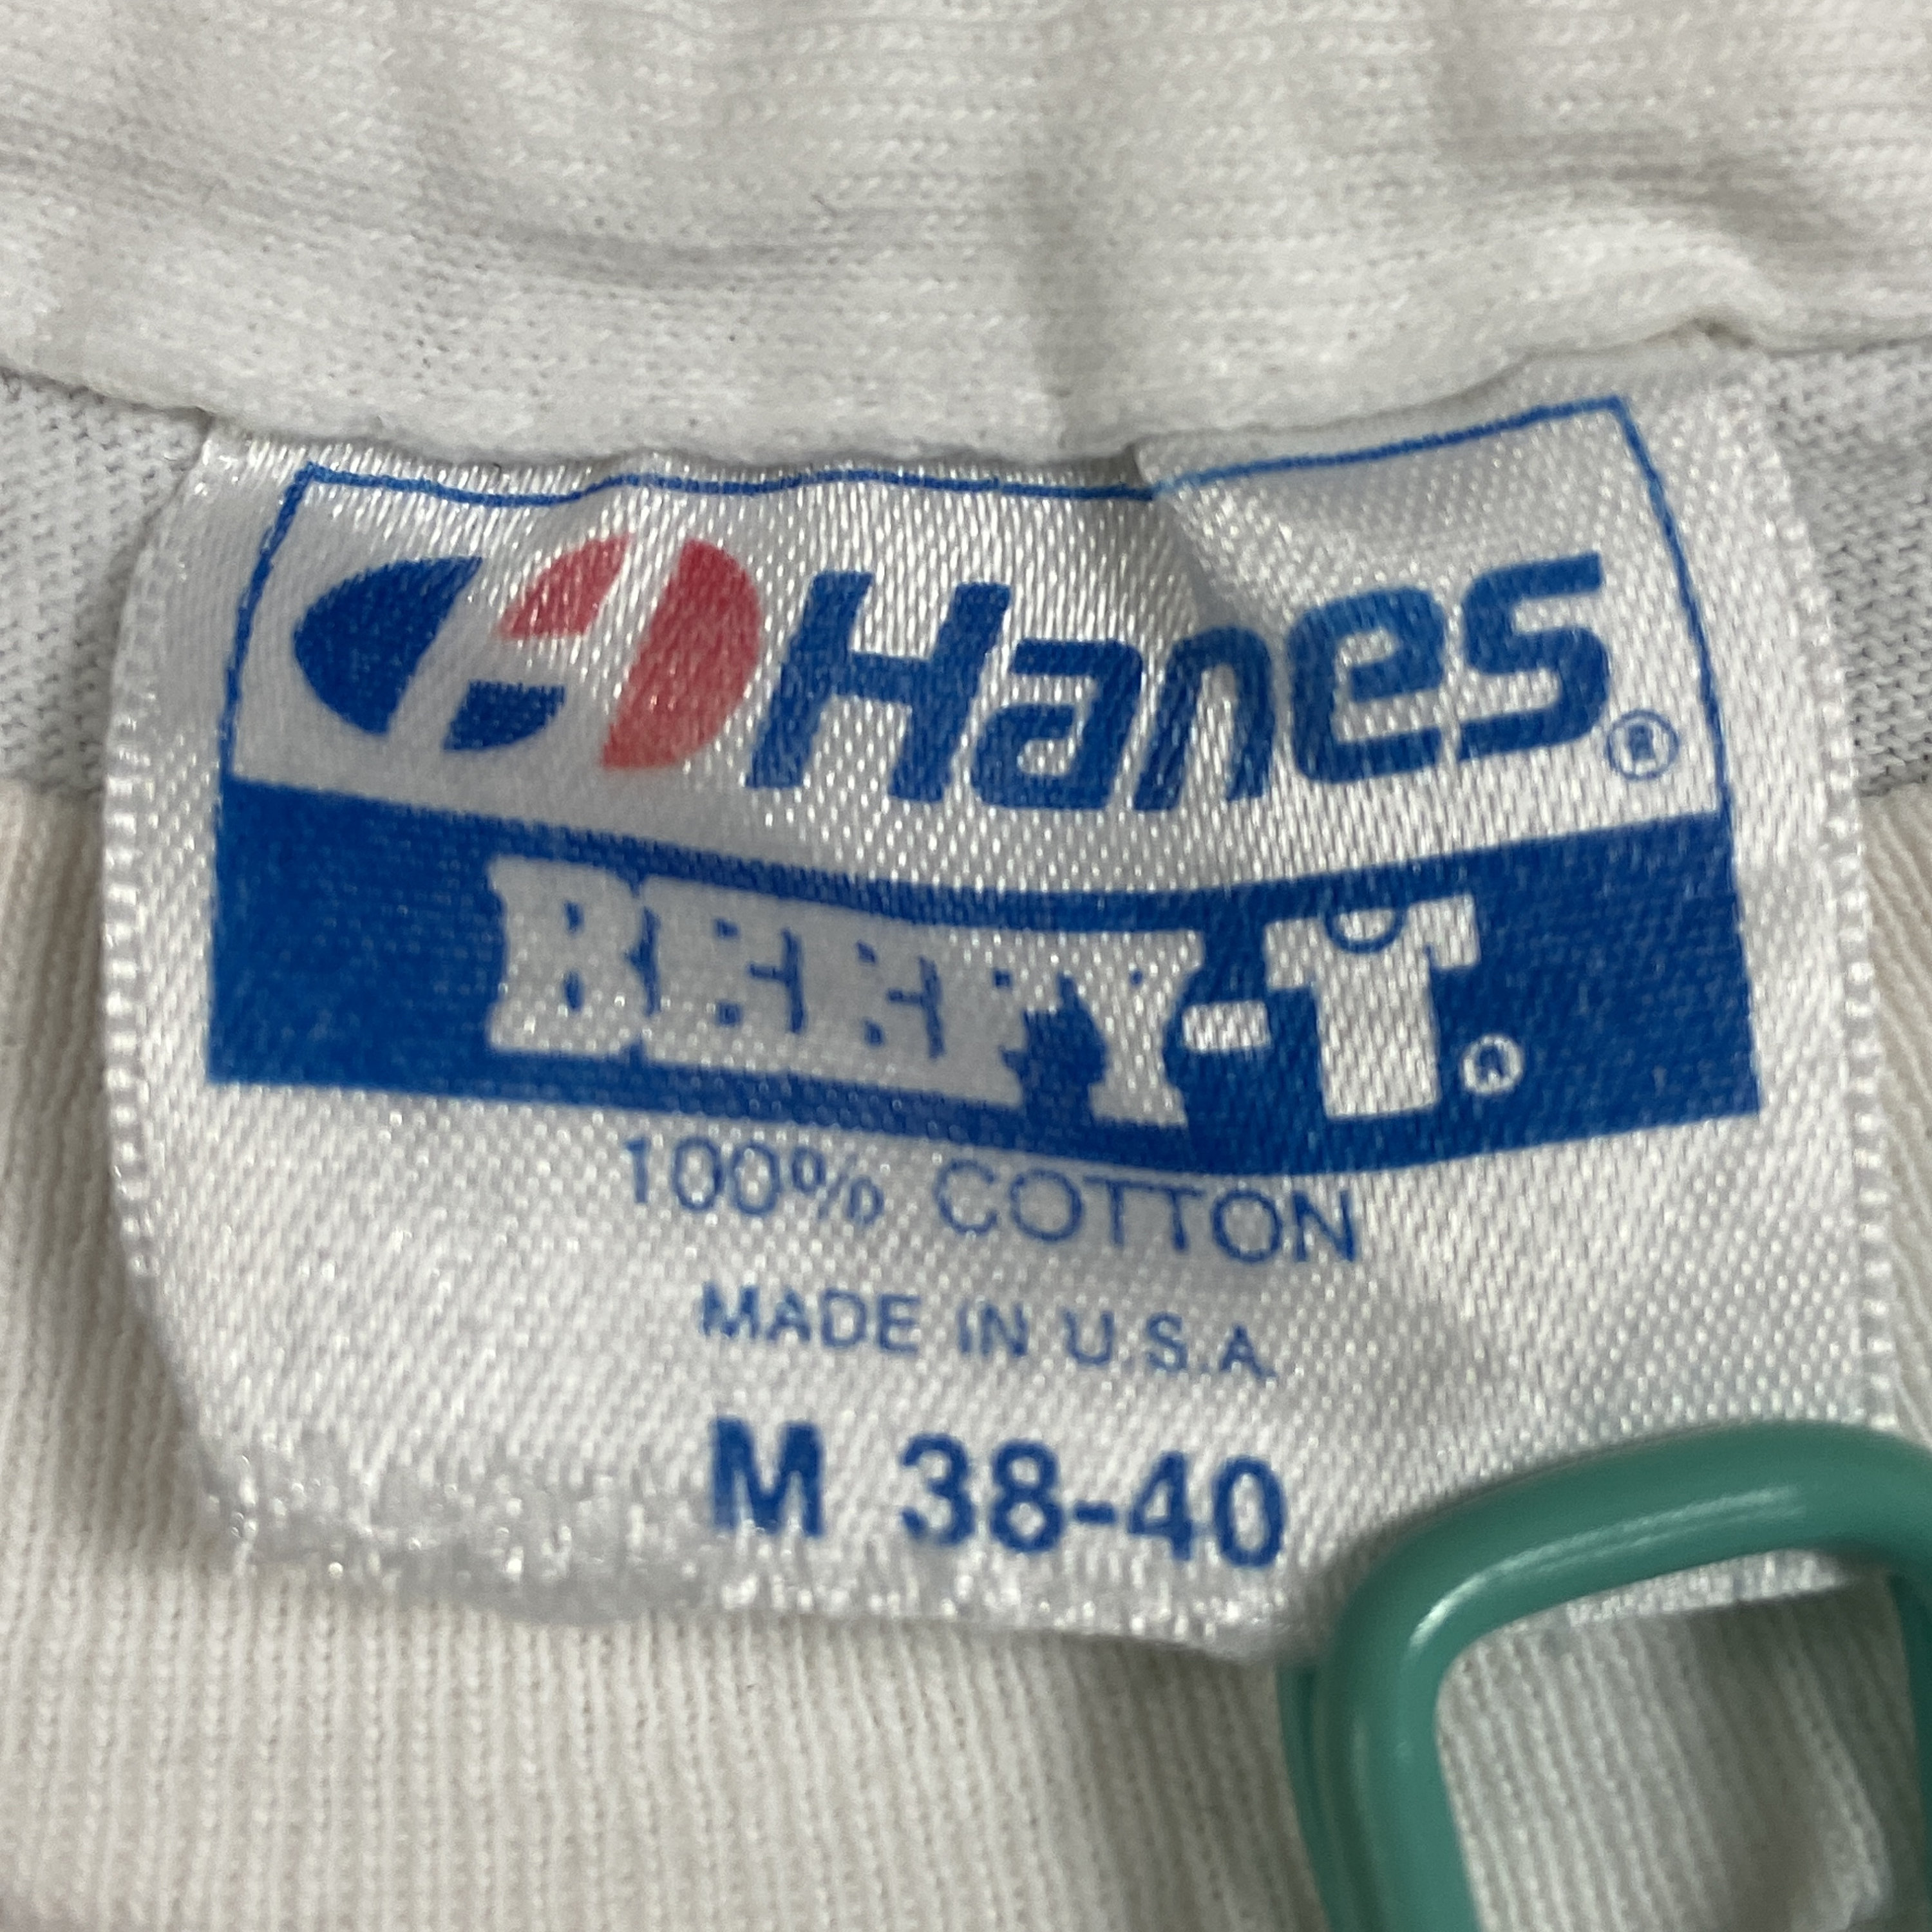 Hanes®
BEEFY-T®
100% COTTON
MADE IN U.S.A.
M 38-40